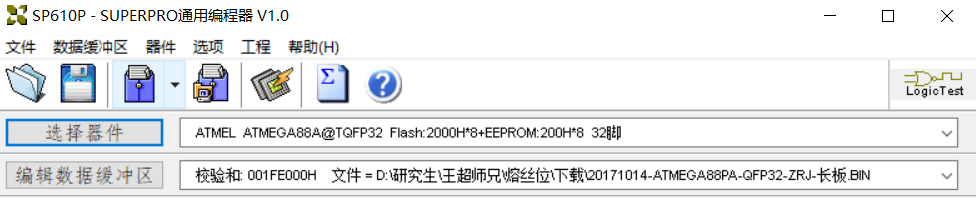 SP610P - SUPERPRO通用编程器 V1.0
文件 数据缓冲区 器件 选项 工程 帮助(H)
Σ ?
LogicTest
选择器件 ATMEL ATMEGA88A@TQFP32 Flash:2000H*8+EEPROM:200H*8 32脚
编辑数据缓冲区 校验和: 001FE000H 文件 = D:\研究生\王超师兄\熔丝位\下载\20171014-ATMEGA88PA-QFP32-ZRJ-长板.BIN